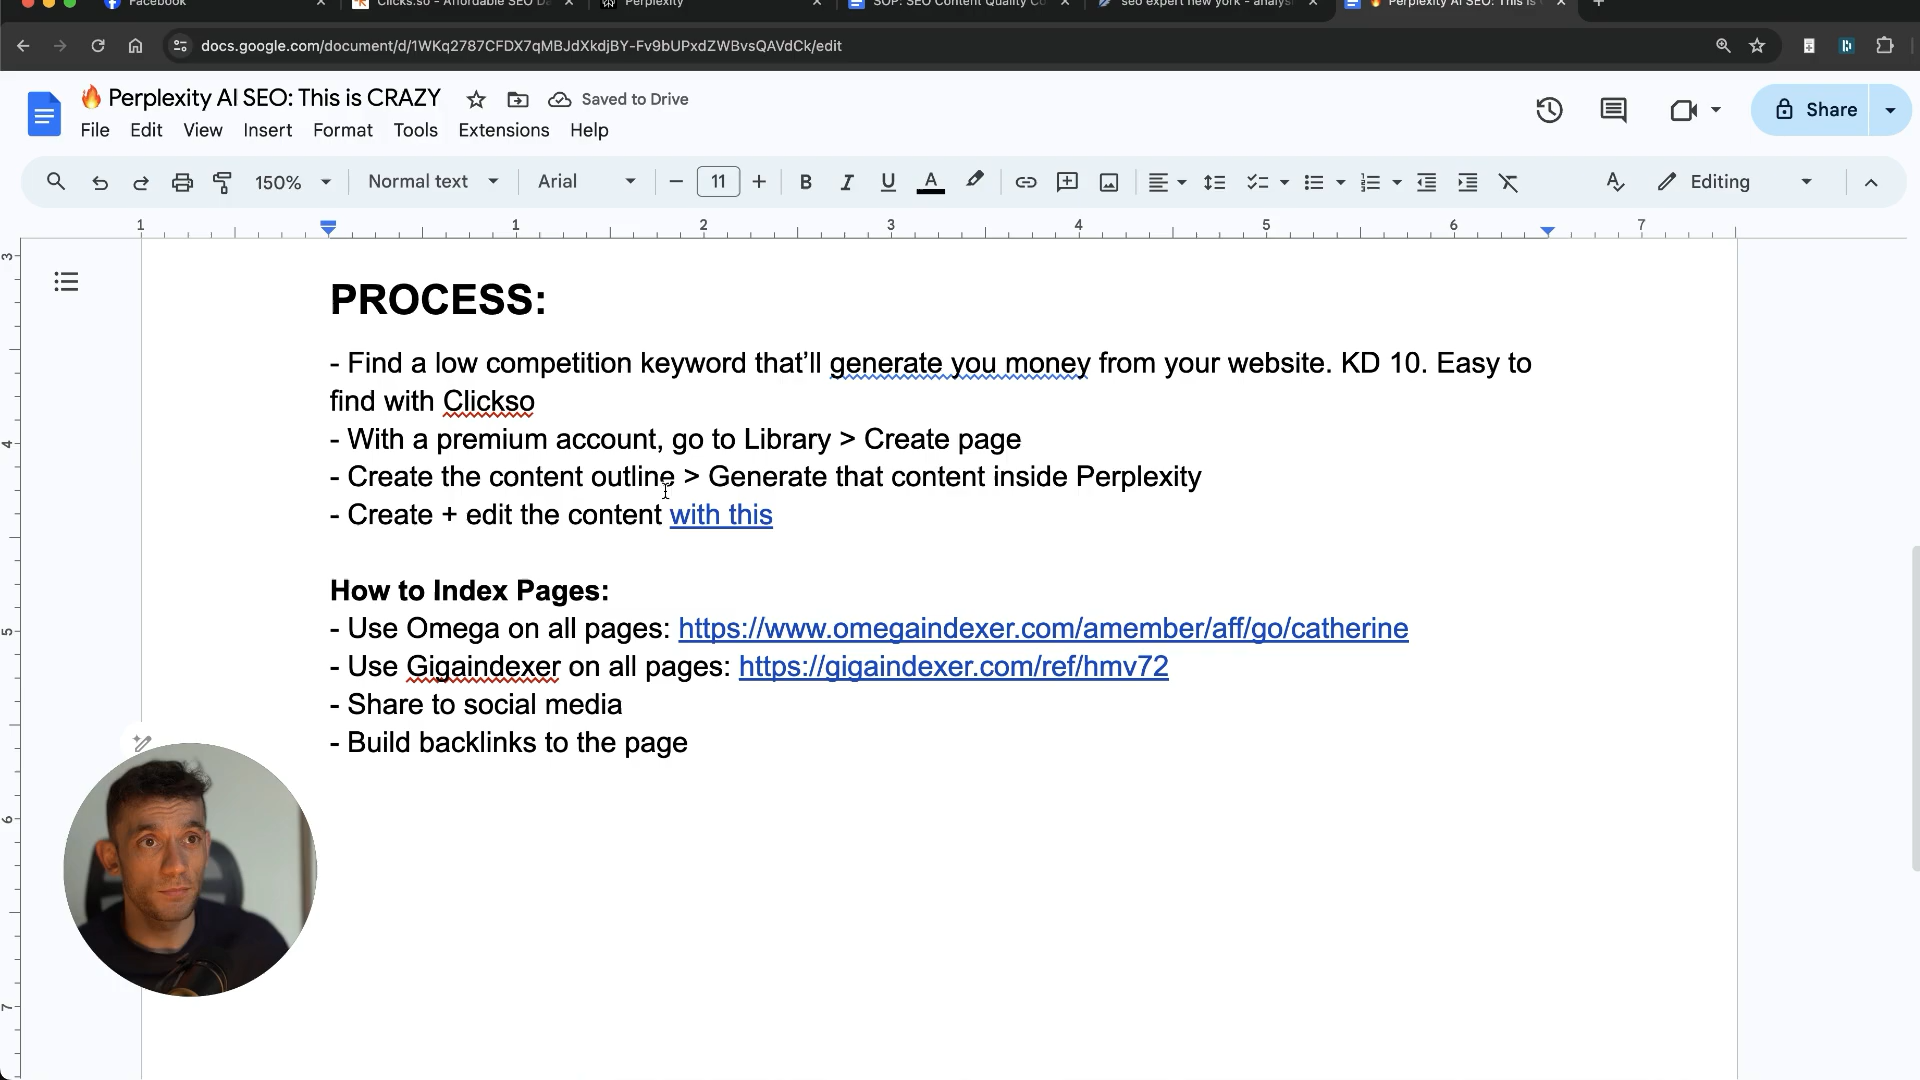 Facebook
Clicks.so - Affordable SEO Da
Perplexity
SOP: SEO Content Quality Co
seo expert new york - analysi
🔥 Perplexity AI SEO: This is C
docs.google.com/document/d/1WKq2787CFDX7qMBJdXkdjBY-Fv9bUPxdZWBvsQAVdCk/edit
🔥 Perplexity AI SEO: This is CRAZY
Saved to Drive
Share
File Edit View Insert Format Tools Extensions Help
150% Normal text Arial 11 Editing
1 1 2 3 4 5 6 7
3
4
5
6
7
PROCESS:
- Find a low competition keyword that’ll generate you money from your website. KD 10. Easy to
find with Clickso
- With a premium account, go to Library > Create page
- Create the content outline > Generate that content inside Perplexity
- Create + edit the content with this
How to Index Pages:
- Use Omega on all pages: https://www.omegaindexer.com/amember/aff/go/catherine
- Use Gigaindexer on all pages: https://gigaindexer.com/ref/hmv72
- Share to social media
- Build backlinks to the page